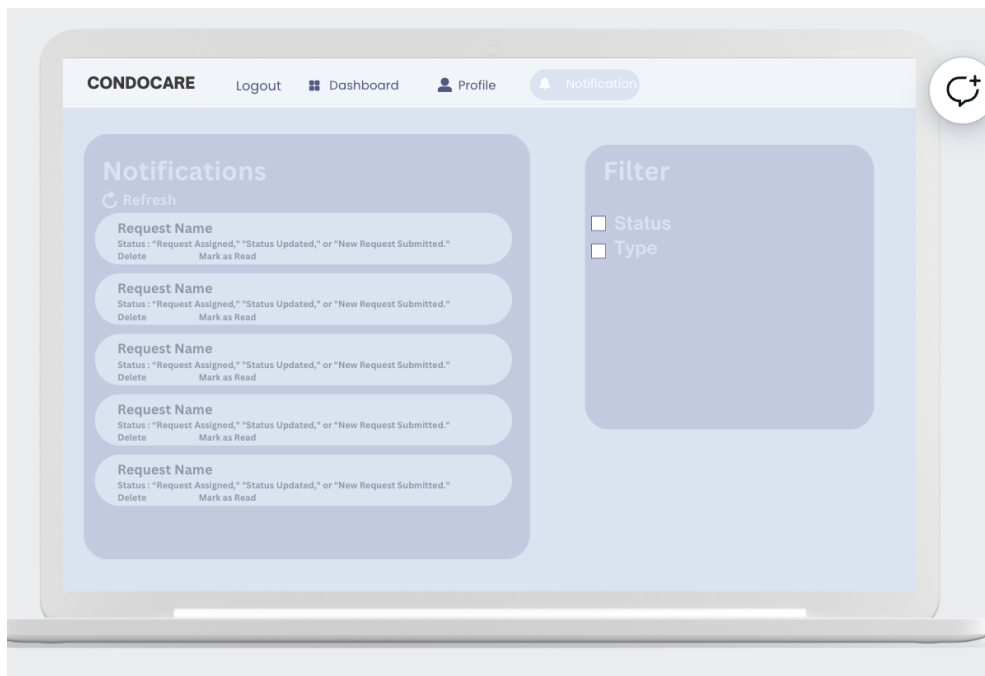 CONDOCARE
Logout
Dashboard
Profile
Notification
Notifications
Refresh
Request Name
Status : "Request Assigned," "Status Updated," or "New Request Submitted."
Delete Mark as Read
Request Name
Status : "Request Assigned," "Status Updated," or "New Request Submitted."
Delete Mark as Read
Request Name
Status : "Request Assigned," "Status Updated," or "New Request Submitted."
Delete Mark as Read
Request Name
Status : "Request Assigned," "Status Updated," or "New Request Submitted."
Delete Mark as Read
Request Name
Status : "Request Assigned," "Status Updated," or "New Request Submitted."
Delete Mark as Read
Filter
Status
Type